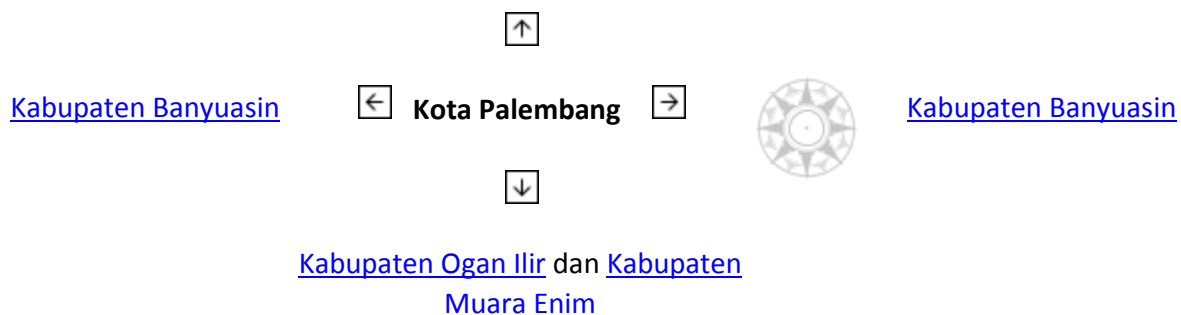 ↑
Kabupaten Banyuasin ← Kota Palembang → Kabupaten Banyuasin
↓
Kabupaten Ogan Ilir dan Kabupaten
Muara Enim